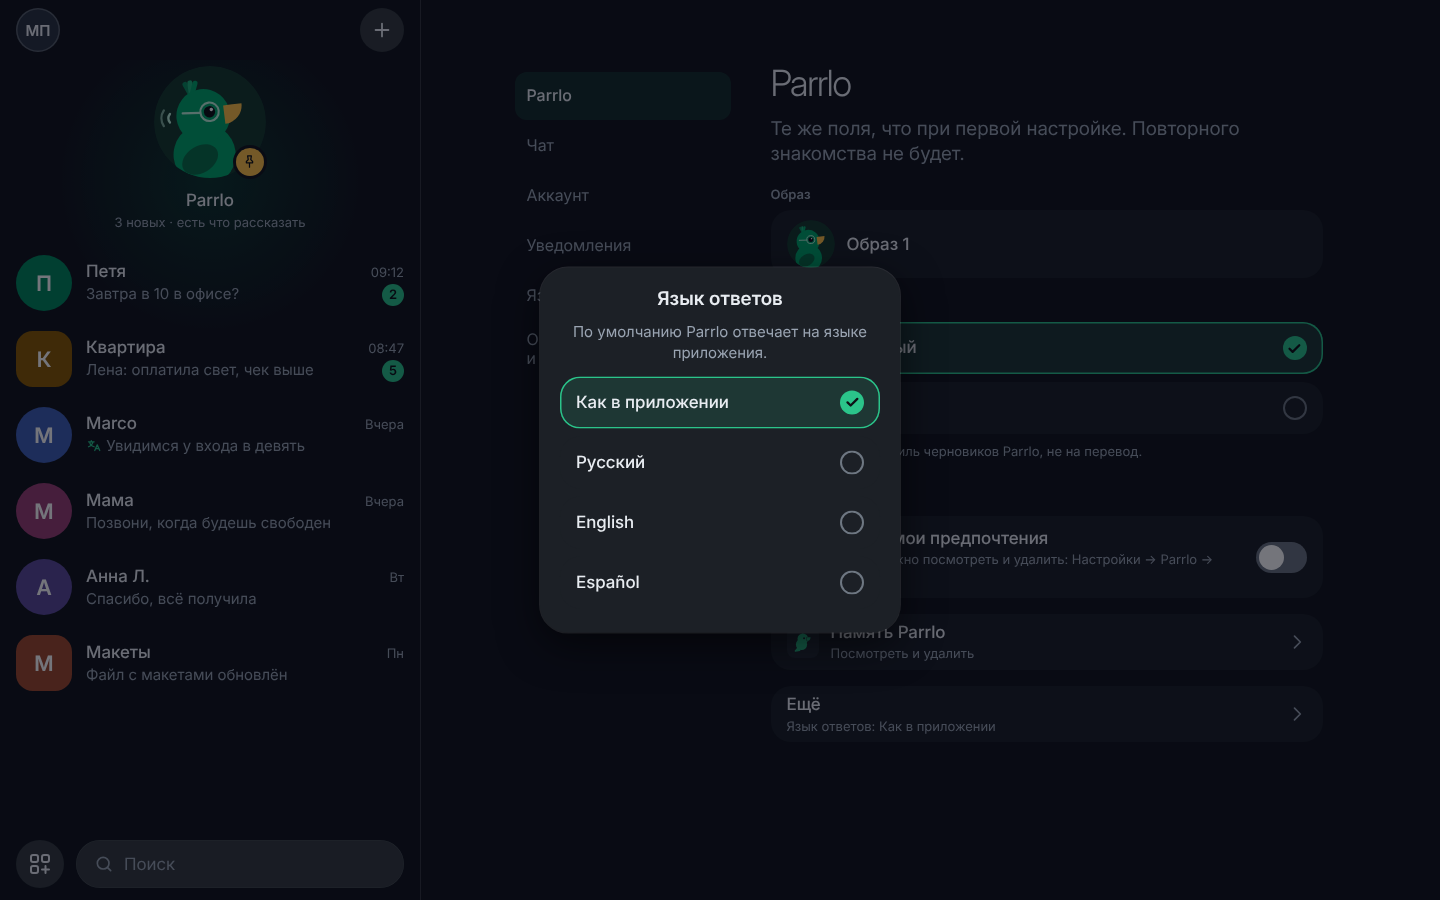 МП
Parrlo
3 новых · есть что рассказать
П
Петя
09:12
Завтра в 10 в офисе?
2
К
Квартира
08:47
Лена: оплатила свет, чек выше
5
M
Marco
Вчера
Увидимся у входа в девять
М
Мама
Вчера
Позвони, когда будешь свободен
А
Анна Л.
Вт
Спасибо, всё получила
М
Макеты
Пн
Файл с макетами обновлён
Поиск
Parrlo
Чат
Аккаунт
Уведомления
Parrlo
Те же поля, что при первой настройке. Повторного
знакомства не будет.
Образ
Образ 1
Язык ответов
По умолчанию Parrlo отвечает на языке
приложения.
Как в приложении
Русский
English
Español
черновиков Parrlo, не на перевод.
мои предпочтения
посмотреть и удалить: Настройки → Parrlo →
Память Parrlo
Посмотреть и удалить
Ещё
Язык ответов: Как в приложении